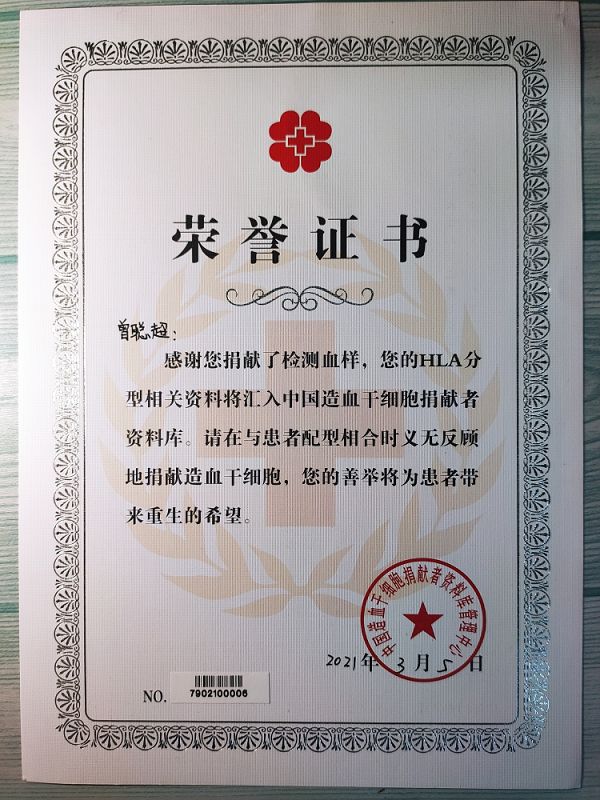 荣誉证书
曾聪超：
感谢您捐献了检测血样，您的HLA分
型相关资料将汇入中国造血干细胞捐献者
资料库。请在与患者配型相合时义无反顾
地捐献造血干细胞，您的善举将为患者带
来重生的希望。
中国造血干细胞捐献者资料库管理中心
2021年3月5日
NO. 7902100006